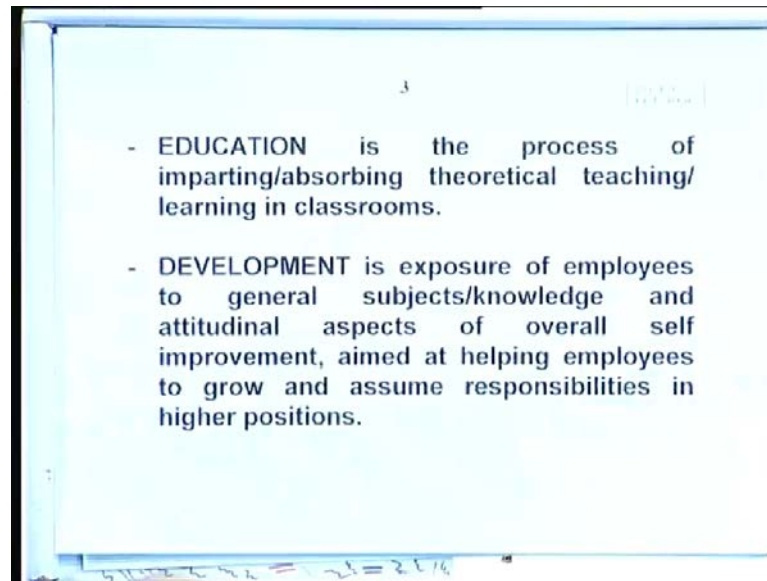 3
- EDUCATION is the process of
imparting/absorbing theoretical teaching/
learning in classrooms.
- DEVELOPMENT is exposure of employees
to general subjects/knowledge and
attitudinal aspects of overall self
improvement, aimed at helping employees
to grow and assume responsibilities in
higher positions.